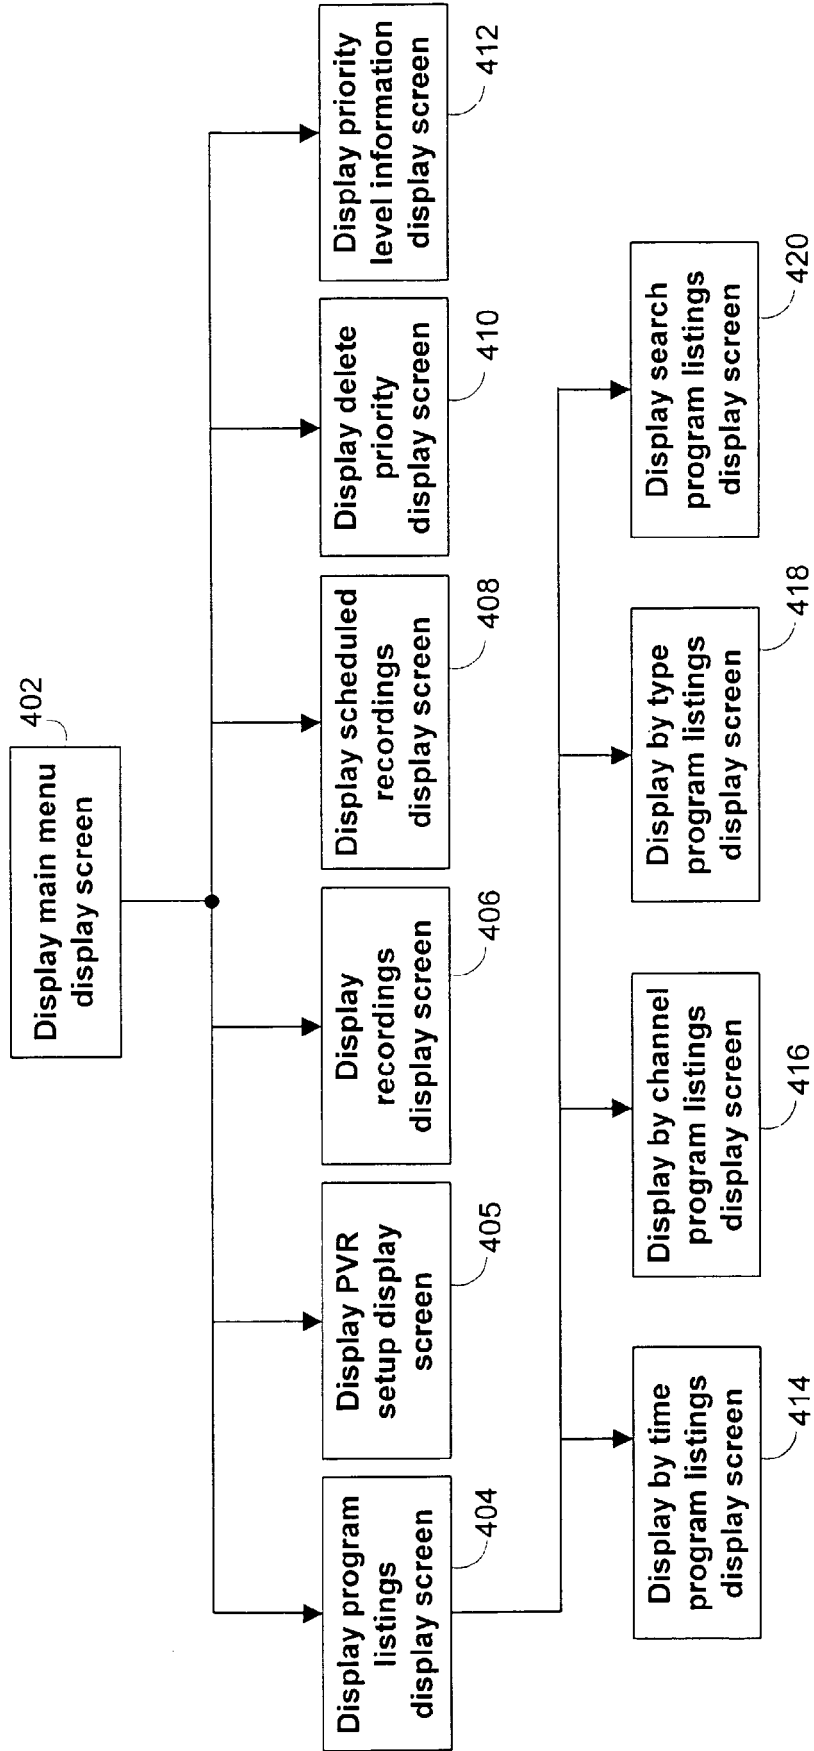 Display main menu
display screen
402
Display program
listings
display screen
404
Display PVR
setup display
screen
405
Display
recordings
display screen
406
Display scheduled
recordings
display screen
408
Display delete
priority
display screen
410
Display priority
level information
display screen
412
Display by time
program listings
display screen
414
Display by channel
program listings
display screen
416
Display by type
program listings
display screen
418
Display search
program listings
display screen
420